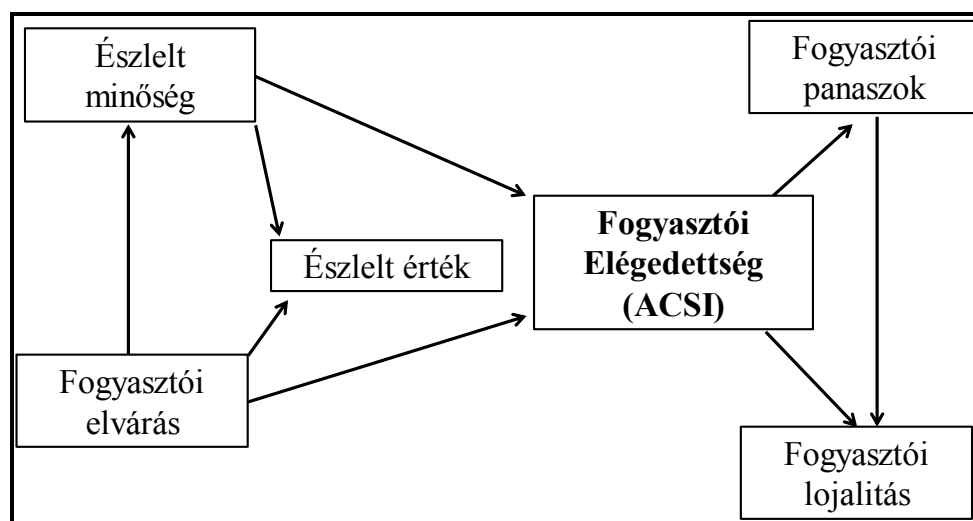 Észlelt
minőség
Fogyasztói
panaszok
Fogyasztói
Elégedettség
(ACSI)
Észlelt érték
Fogyasztói
elvárás
Fogyasztói
lojalitás